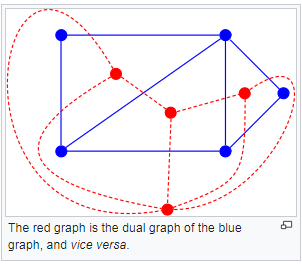 The red graph is the dual graph of the blue
graph, and vice versa.